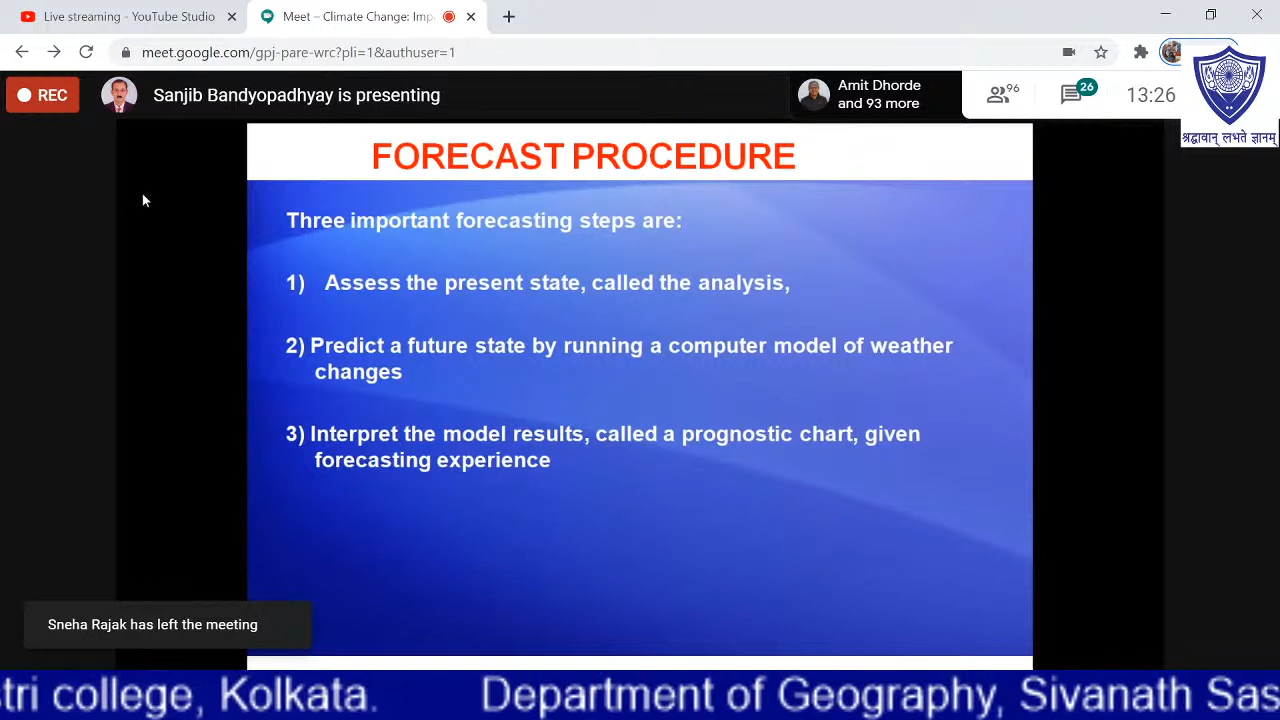 Live streaming - YouTube Studio
Meet – Climate Change: Imp
meet.google.com/gpj-pare-wrc?pli=1&authuser=1
REC
Sanjib Bandyopadhyay is presenting
Amit Dhorde
and 93 more
96
26
13:26
श्रद्धावान् लभते ज्ञानम्
FORECAST PROCEDURE
Three important forecasting steps are:
1) Assess the present state, called the analysis,
2) Predict a future state by running a computer model of weather
changes
3) Interpret the model results, called a prognostic chart, given
forecasting experience
Sneha Rajak has left the meeting
stri college, Kolkata. Department of Geography, Sivanath Sas